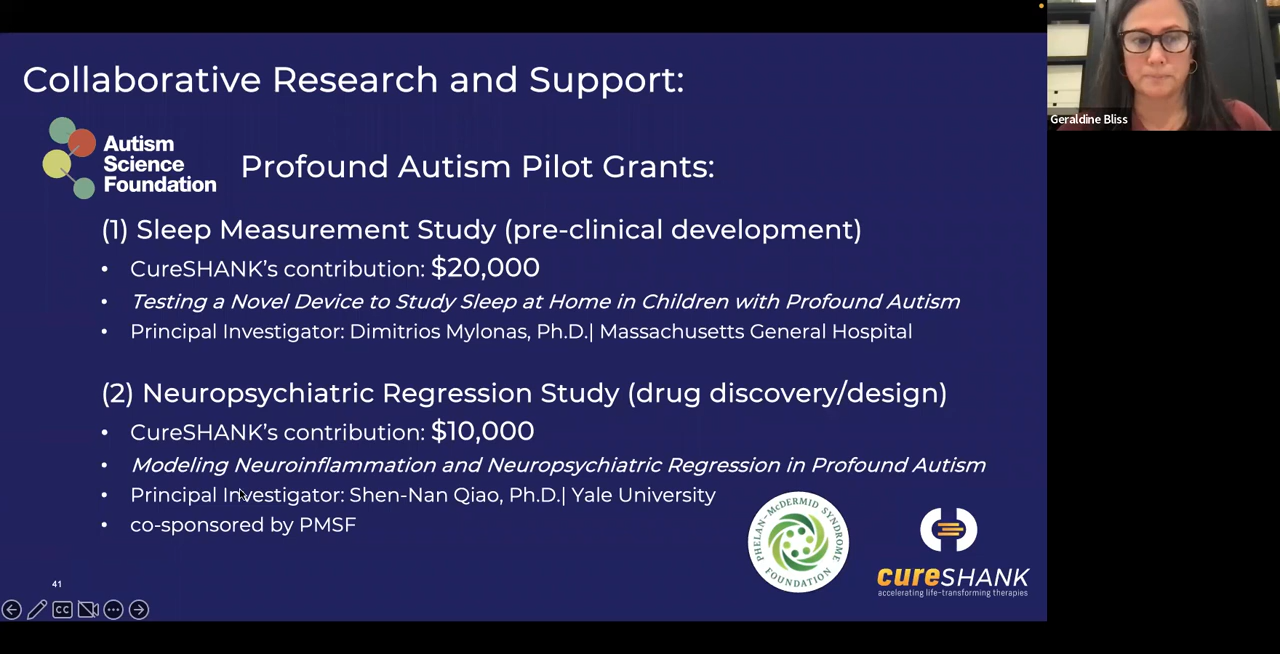 Collaborative Research and Support:
Geraldine Bliss
Autism
Science
Foundation
Profound Autism Pilot Grants:
(1) Sleep Measurement Study (pre-clinical development)
• CureSHANK's contribution: $20,000
• Testing a Novel Device to Study Sleep at Home in Children with Profound Autism
• Principal Investigator: Dimitrios Mylonas, Ph.D.| Massachusetts General Hospital
(2) Neuropsychiatric Regression Study (drug discovery/design)
• CureSHANK's contribution: $10,000
• Modeling Neuroinflammation and Neuropsychiatric Regression in Profound Autism
• Principal Investigator: Shen-Nan Qiao, Ph.D.| Yale University
• co-sponsored by PMSF
PHELAN-McDERMID SYNDROME
FOUNDATION
cureSHANK
accelerating life-transforming therapies
41
CC